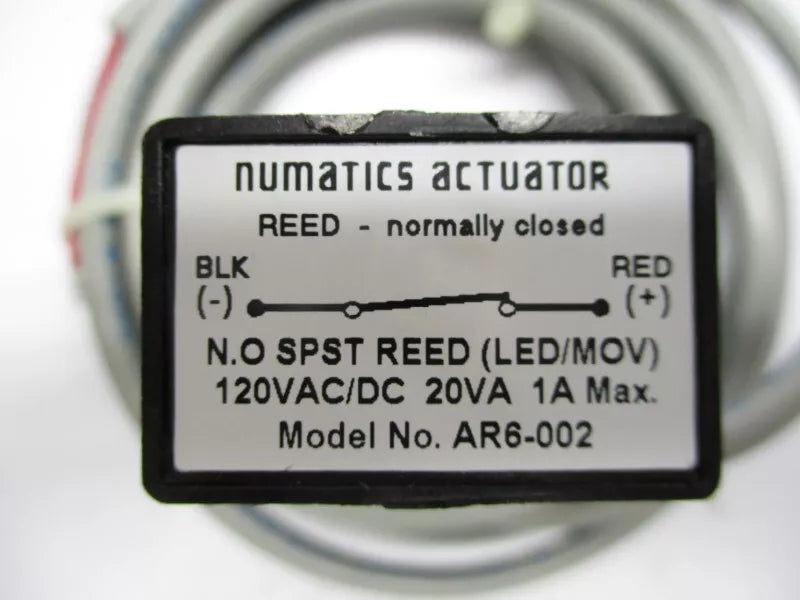 numatics actuator
REED - normally closed
BLK RED
(-) (+)
N.O SPST REED (LED/MOV)
120VAC/DC 20VA 1A Max.
Model No. AR6-002